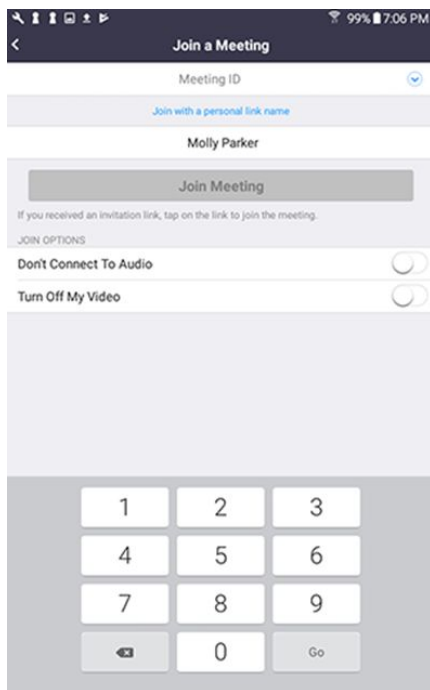 99% 7:06 PM
Join a Meeting
Meeting ID
Join with a personal link name
Molly Parker
Join Meeting
If you received an invitation link, tap on the link to join the meeting.
JOIN OPTIONS
Don't Connect To Audio
Turn Off My Video
1 2 3
4 5 6
7 8 9
0 Go